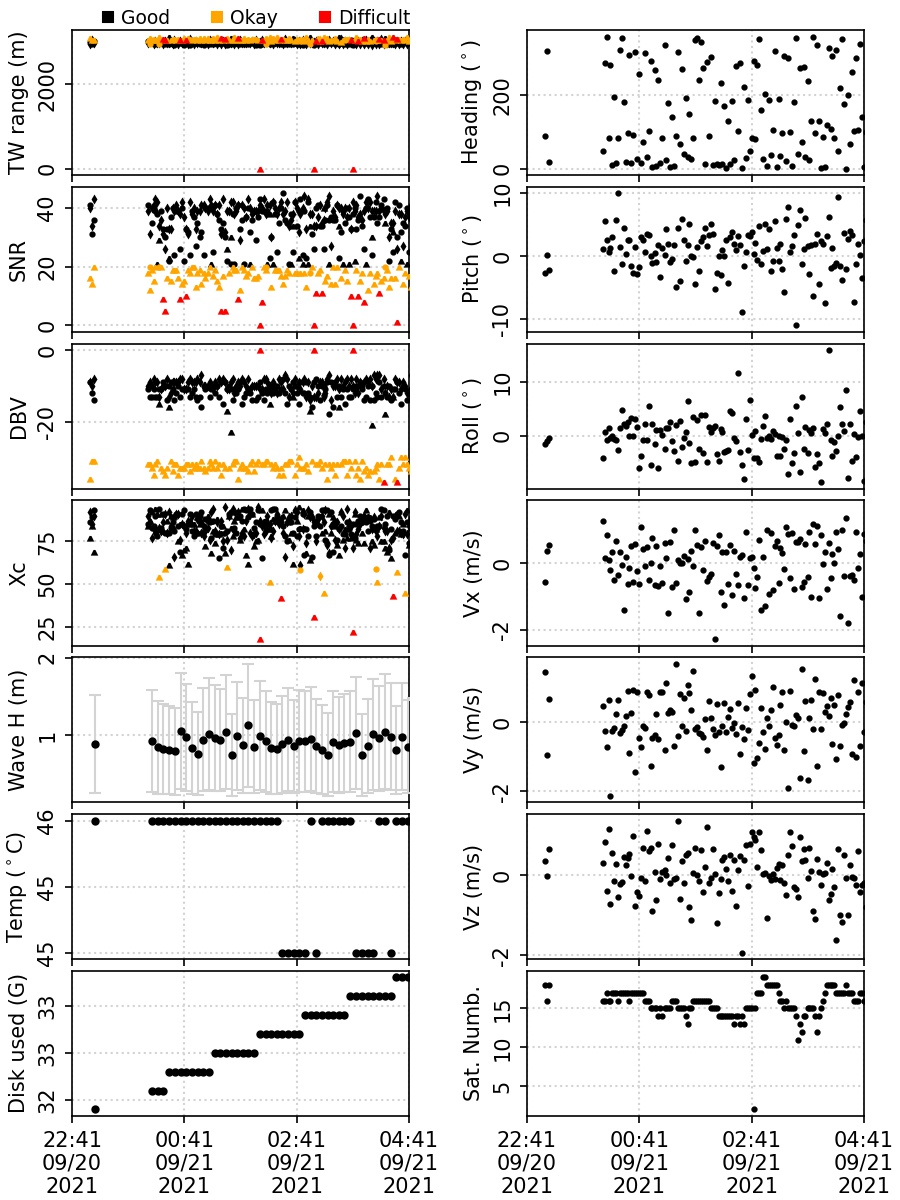 Good Okay Difficult
TW range (m)
2000
0
Heading (°)
200
0
SNR
40
20
0
Pitch (°)
10
0
-10
DBV
0
-20
Roll (°)
10
0
Xc
75
50
25
Vx (m/s)
0
-2
Wave H (m)
2
1
Vy (m/s)
0
-2
Temp (°C)
46
45
45
Vz (m/s)
0
-2
Disk used (G)
33
33
32
Sat. Numb.
15
10
5
22:41 00:41 02:41 04:41
09/20 09/21 09/21 09/21
2021 2021 2021 2021
22:41 00:41 02:41 04:41
09/20 09/21 09/21 09/21
2021 2021 2021 2021